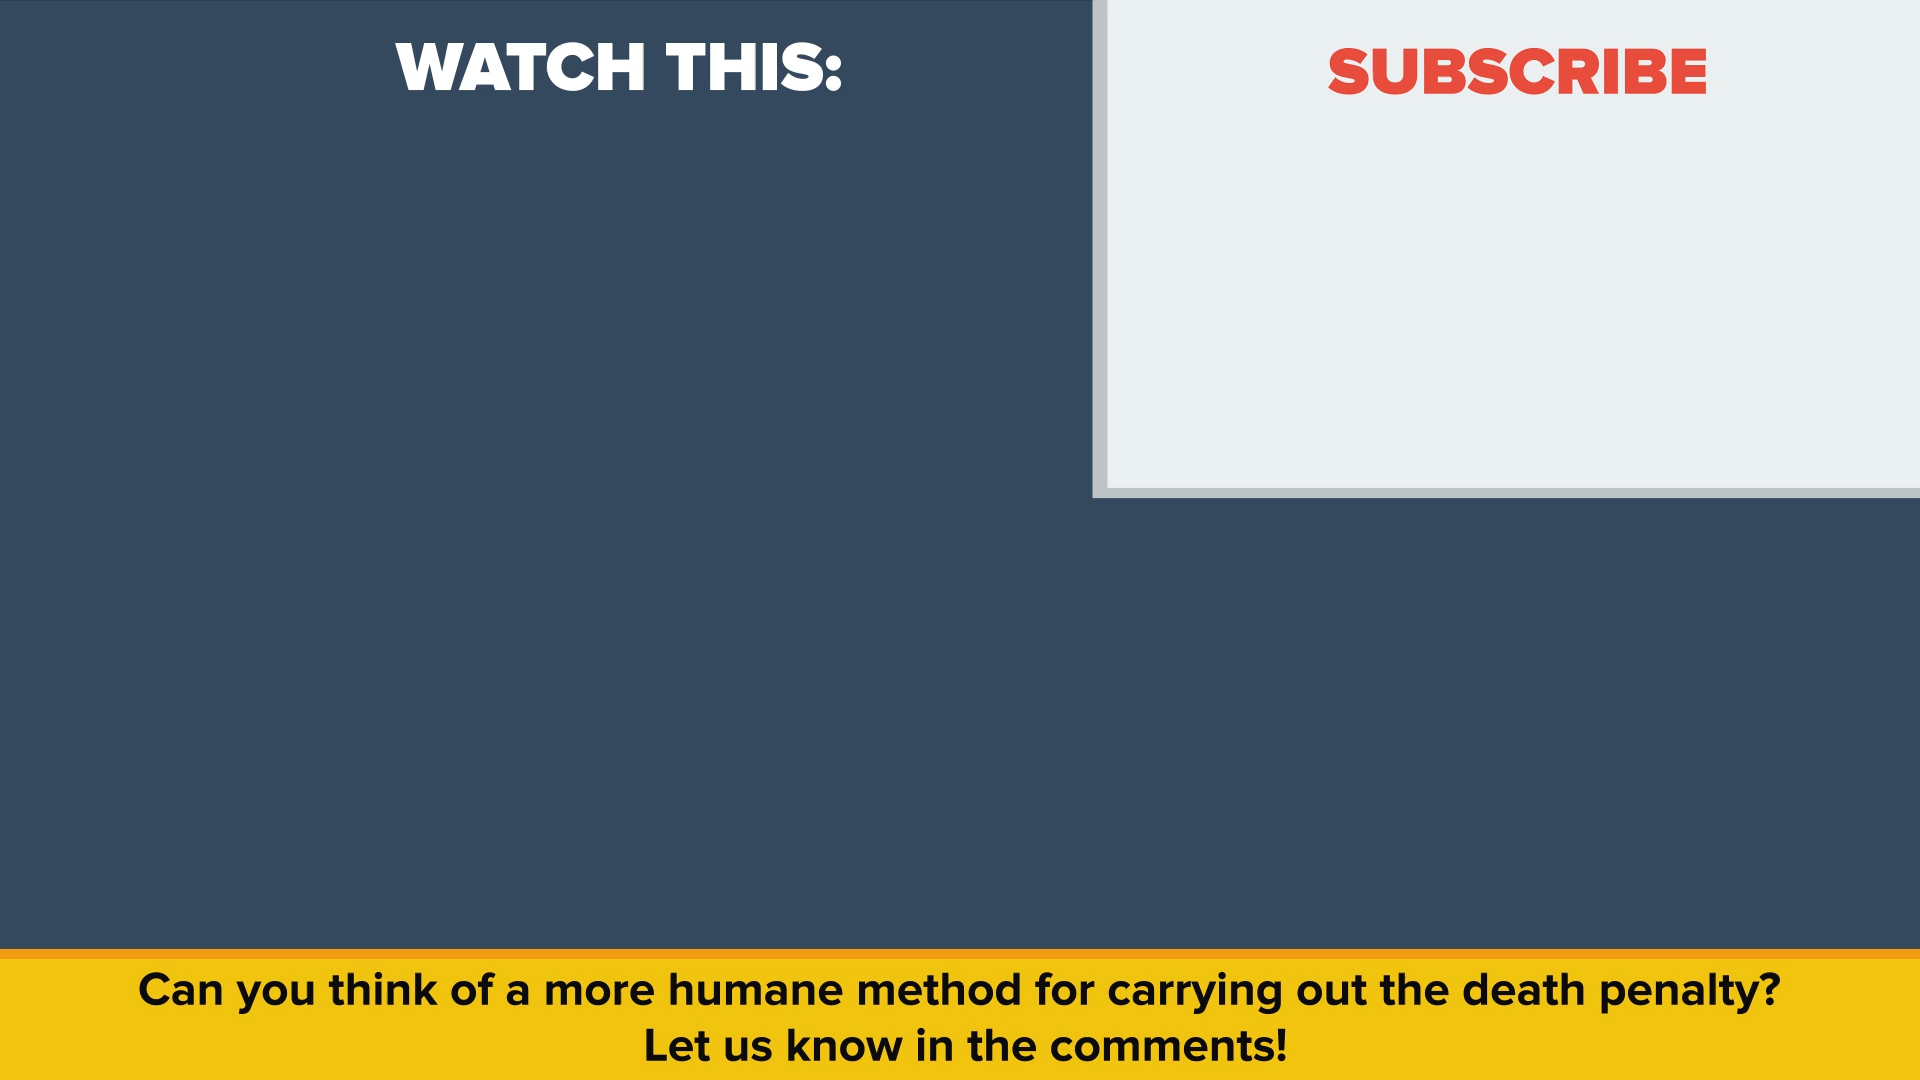 WATCH THIS:
SUBSCRIBE
Can you think of a more humane method for carrying out the death penalty?
Let us know in the comments!